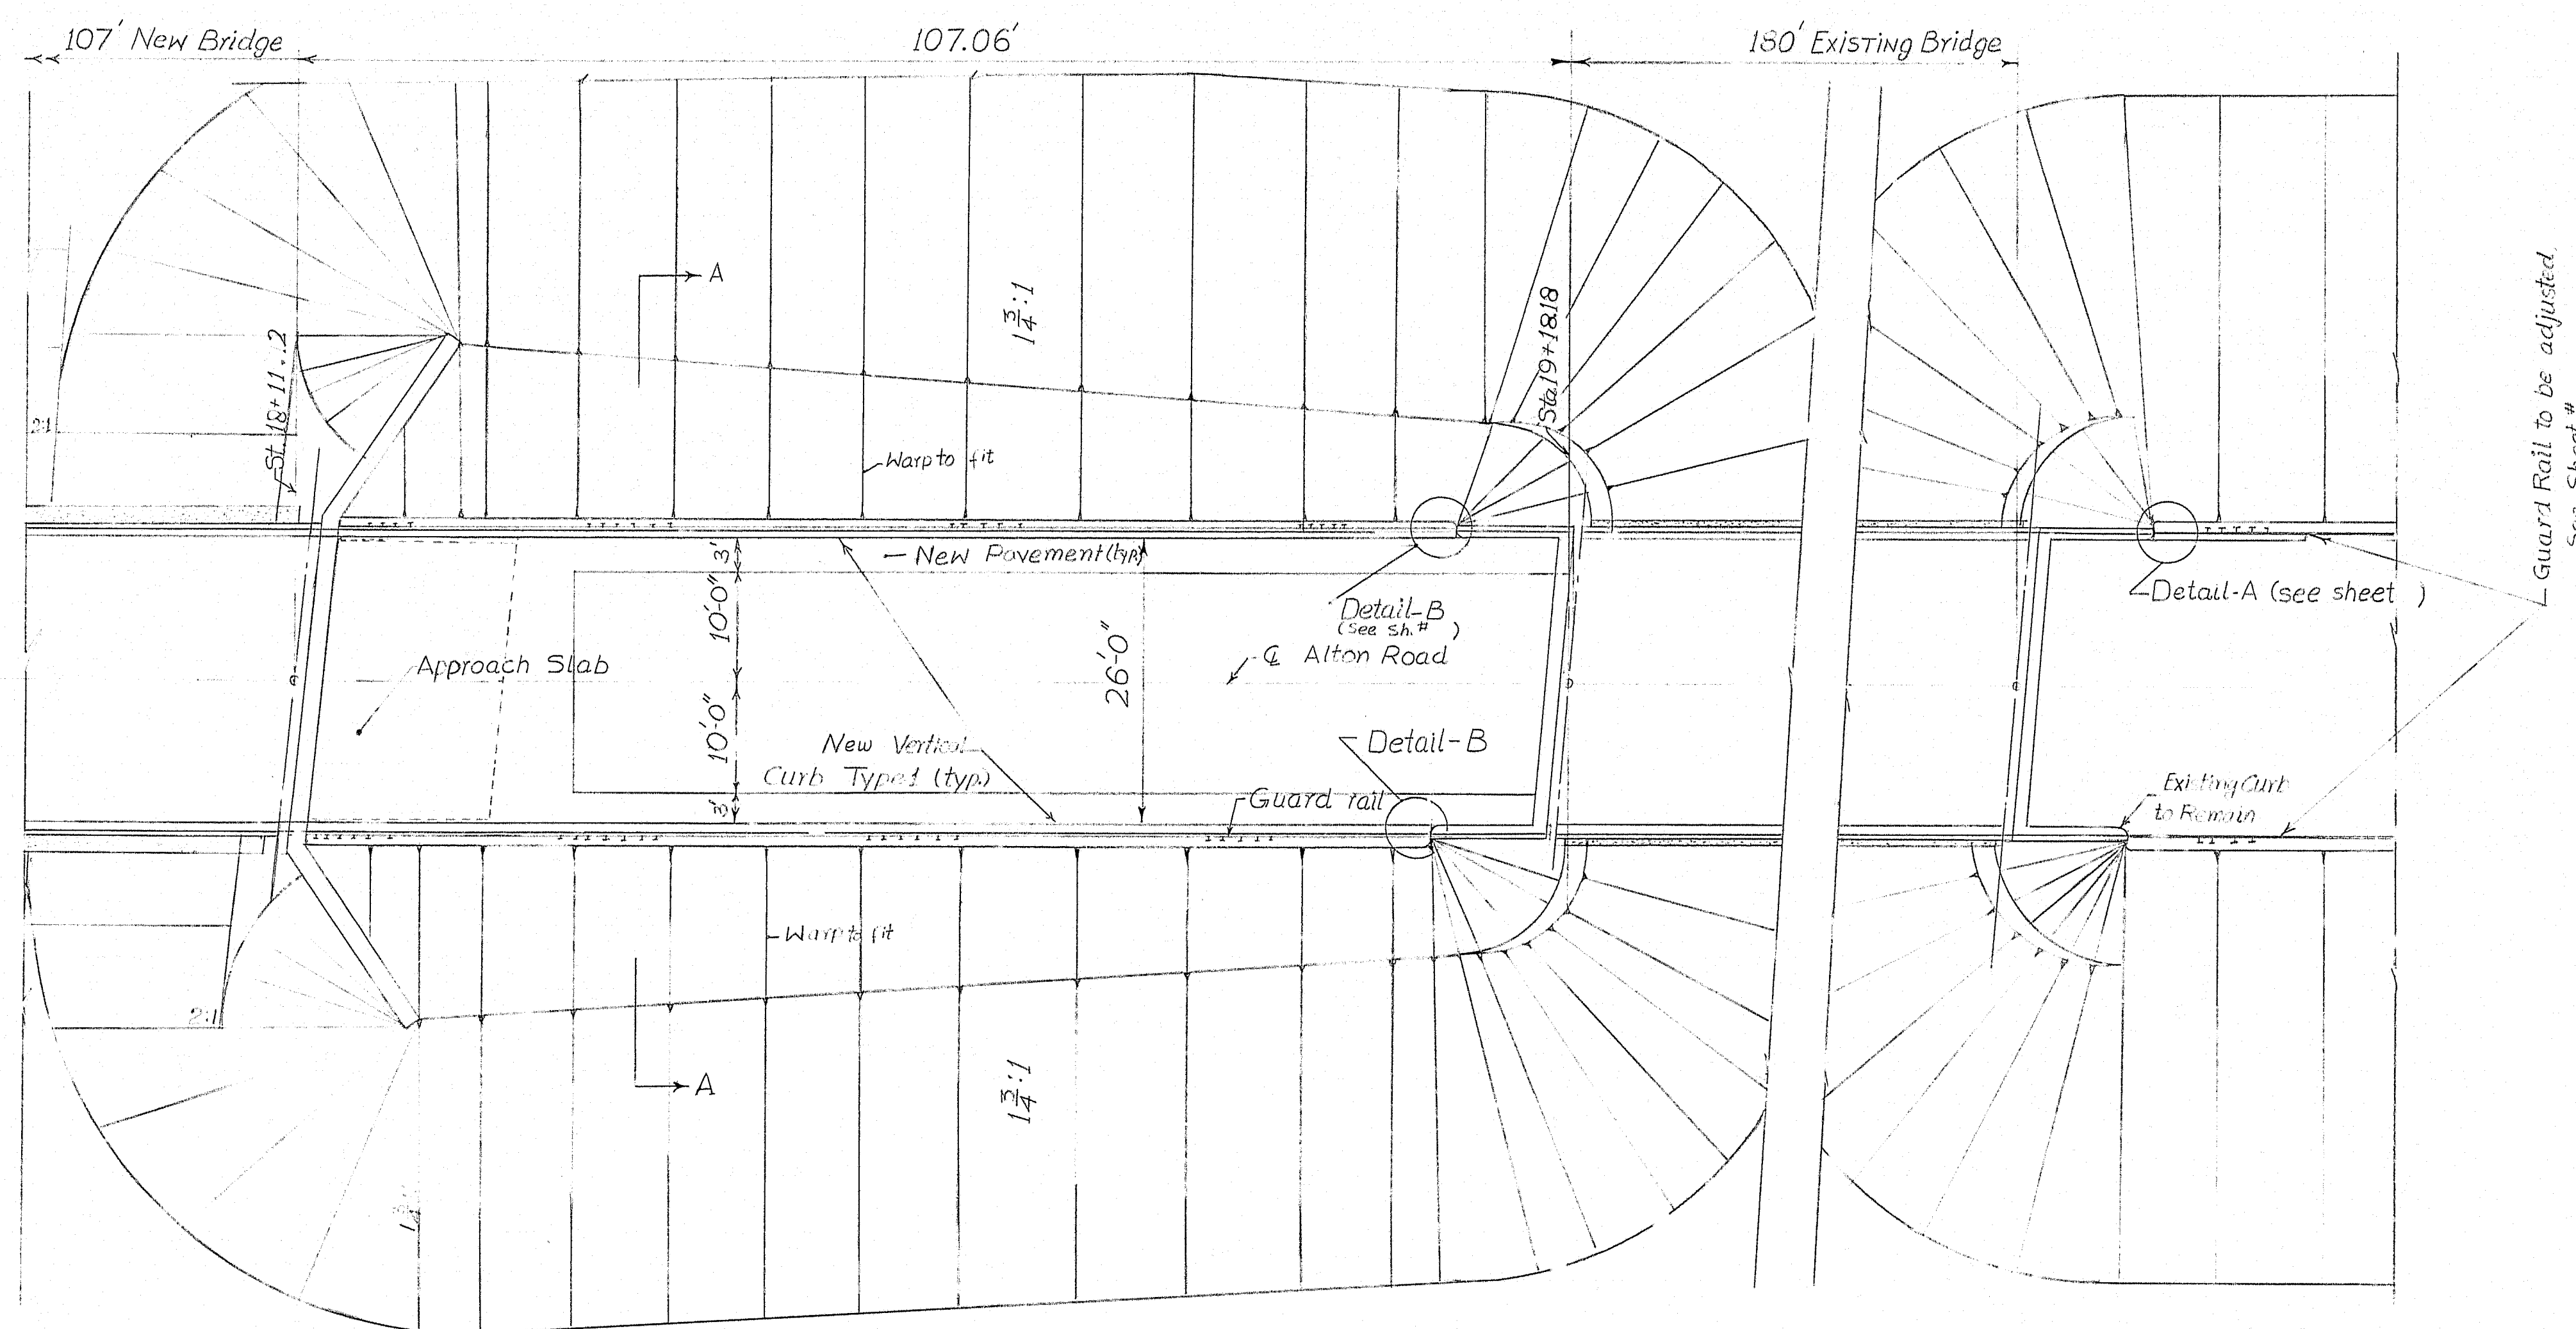 107' New Bridge
107.06'
180' Existing Bridge
A
1 3/4:1
Sta 19+18.18
St. 18+11.2
2:1
Warp to fit
Guard Rail to be adjusted.
See Sheet #
New Pavement (typ)
3'
10'-0"
10'-0"
3'
26'-0"
Detail-B
(See sh.# )
℄ Alton Road
Detail-A (see sheet )
Approach Slab
New Vertical
Curb Type 1 (typ.)
Detail-B
Guard rail
Existing Curb
to Remain
Warp to fit
2:1
A
1 3/4:1